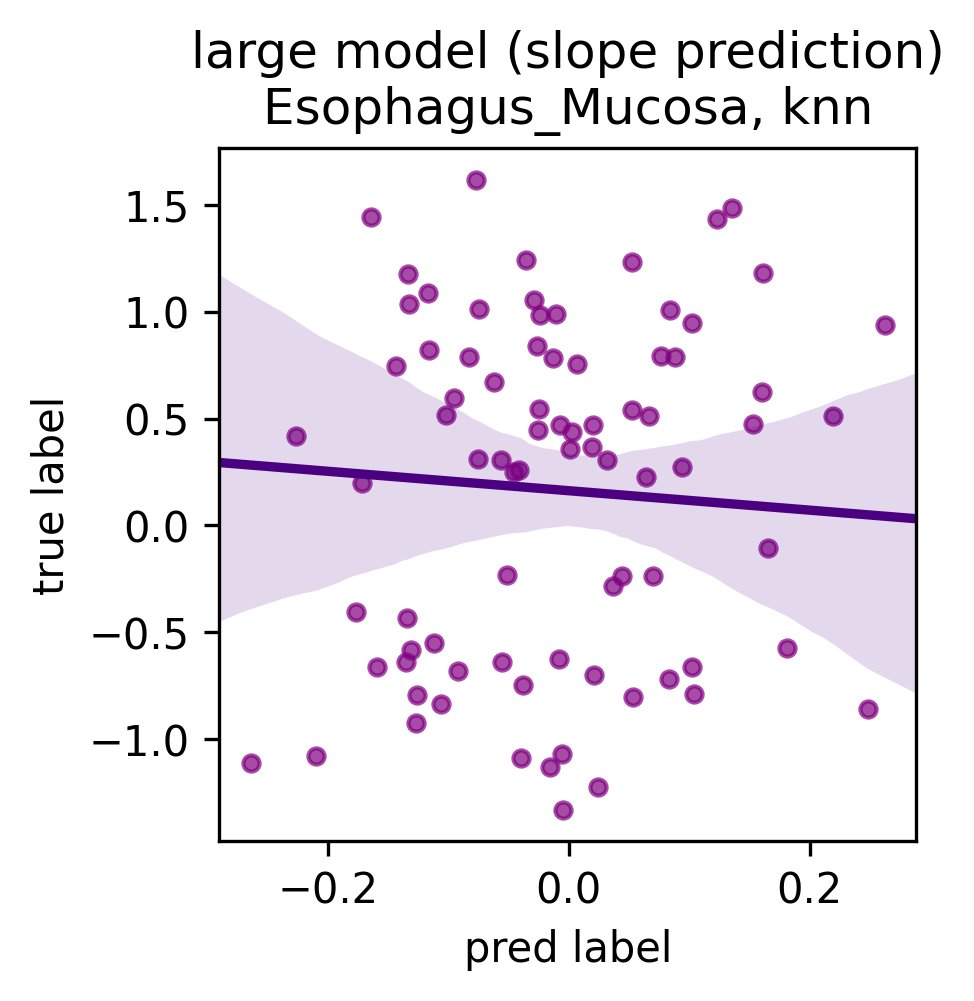 large model (slope prediction)
Esophagus_Mucosa, knn
1.5
1.0
0.5
0.0
−0.5
−1.0
true label
−0.2
0.0
0.2
pred label